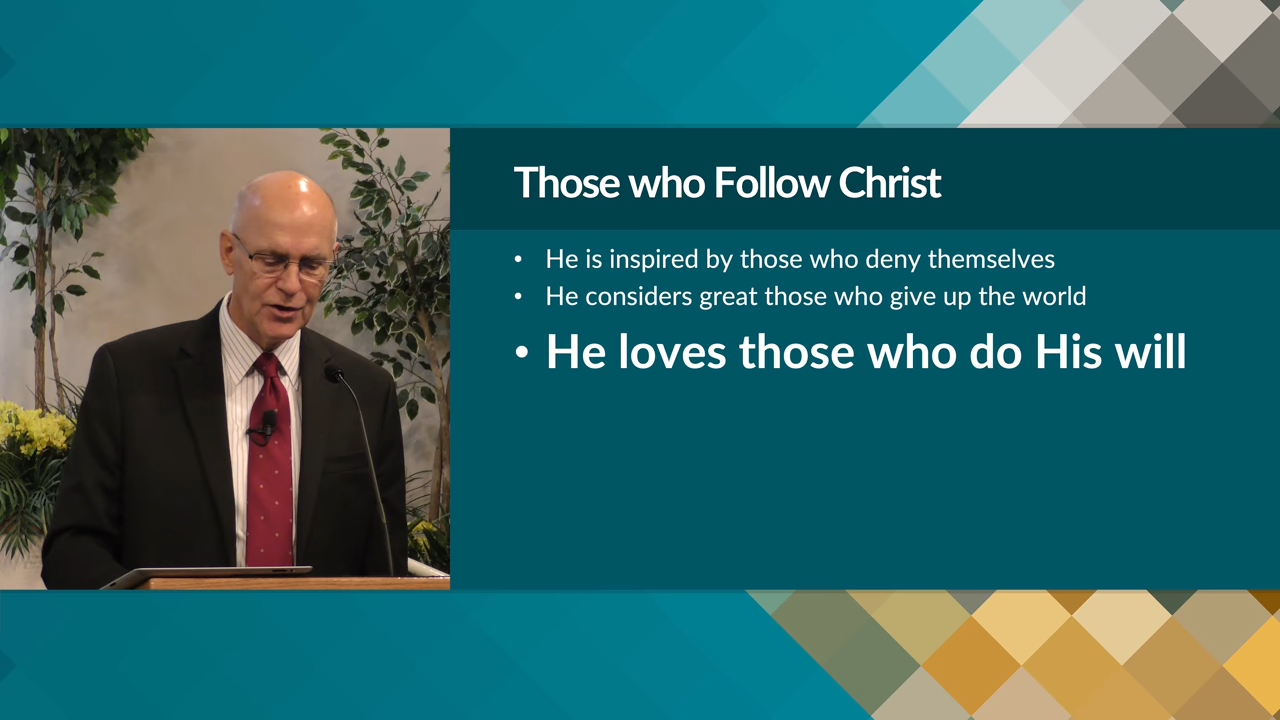 Those who Follow Christ
• He is inspired by those who deny themselves
• He considers great those who give up the world
• He loves those who do His will